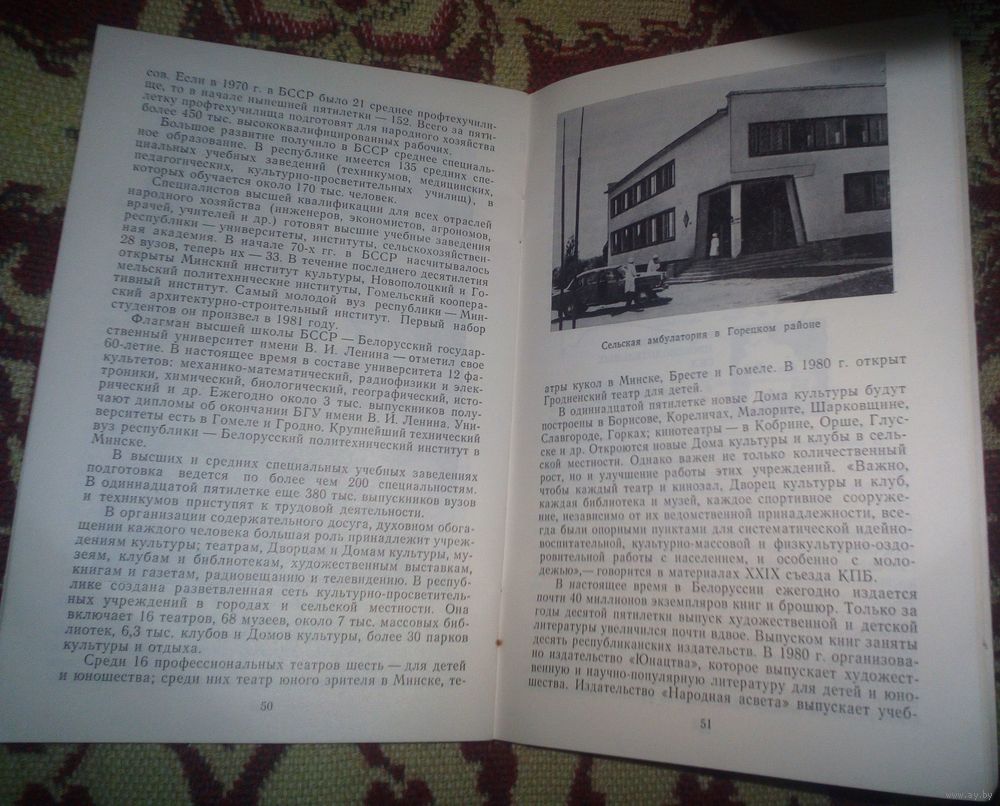 сов. Если в 1970 г. в БССР было 21 среднее профтехучили-
ще, то в начале нынешней пятилетки — 152. Всего за пяти-
летку профтехучилища подготовят для народного хозяйства
более 450 тыс. высококвалифицированных рабочих.
Большое развитие получило в БССР среднее специаль-
ное образование. В республике имеется 135 средних спе-
циальных учебных заведений (техникумов, медицинских,
педагогических, культурно-просветительных училищ), в
которых обучается около 170 тыс. человек.
Специалистов высшей квалификации для всех отраслей
народного хозяйства (инженеров, экономистов, агрономов,
врачей, учителей и др.) готовят высшие учебные заведения
республики — университеты, институты, сельскохозяйствен-
ная академия. В начале 70-х гг. в БССР насчитывалось
28 вузов, теперь их — 33. В течение последнего десятилетия
открыты Минский институт культуры, Новополоцкий и Го-
мельский политехнические институты, Гомельский коопера-
тивный институт. Самый молодой вуз республики — Мин-
ский архитектурно-строительный институт. Первый набор
студентов он произвел в 1981 году.
Флагман высшей школы БССР — Белорусский государ-
ственный университет имени В. И. Ленина — отметил свое
60-летие. В настоящее время в составе университета 12 фа-
культетов: механико-математический, радиофизики и элек-
троники, химический, биологический, географический, исто-
рический и др. Ежегодно около 3 тыс. выпускников полу-
чают дипломы об окончании БГУ имени В. И. Ленина. Уни-
верситеты есть в Гомеле и Гродно. Крупнейший технический
вуз республики — Белорусский политехнический институт в
Минске.
В высших и средних специальных учебных заведениях
подготовка ведется по более чем 200 специальностям.
В одиннадцатой пятилетке еще 380 тыс. выпускников вузов
и техникумов приступят к трудовой деятельности.
В организации содержательного досуга, духовном обога-
щении каждого человека большая роль принадлежит учреж-
дениям культуры; театрам, Дворцам и Домам культуры, му-
зеям, клубам и библиотекам, художественным выставкам,
книгам и газетам, радиовещанию и телевидению. В респуб-
лике создана разветвленная сеть культурно-просветитель-
ных учреждений в городах и сельской местности. Она
включает 16 театров, 68 музеев, около 7 тыс. массовых биб-
лиотек, 6,3 тыс. клубов и Домов культуры, более 30 парков
культуры и отдыха.
Среди 16 профессиональных театров шесть — для детей
и юношества; среди них театр юного зрителя в Минске, те-
50
Сельская амбулатория в Горецком районе
атры кукол в Минске, Бресте и Гомеле. В 1980 г. открыт
Гродненский театр для детей.
В одиннадцатой пятилетке новые Дома культуры будут
построены в Борисове, Кореличах, Малорите, Шарковщине,
Славгороде, Горках; кинотеатры — в Кобрине, Орше, Глус-
ске и др. Откроются новые Дома культуры и клубы в сель-
ской местности. Однако важен не только количественный
рост, но и улучшение работы этих учреждений. «Важно,
чтобы каждый театр и кинозал, Дворец культуры и клуб,
каждая библиотека и музей, каждое спортивное сооруже-
ние, независимо от их ведомственной принадлежности, все-
гда были опорными пунктами для систематической идейно-
воспитательной, культурно-массовой и физкультурно-оздо-
ровительной работы с населением, и особенно с моло-
дежью»,— говорится в материалах XXIX съезда КПБ.
В настоящее время в Белоруссии ежегодно издается
почти 40 миллионов экземпляров книг и брошюр. Только за
годы десятой пятилетки выпуск художественной и детской
литературы увеличился почти вдвое. Выпуском книг заняты
десять республиканских издательств. В 1980 г. организова-
но издательство «Юнацтва», которое выпускает художест-
венную и научно-популярную литературу для детей и юно-
шества. Издательство «Народная асвета» выпускает учеб-
51
www.ay.by